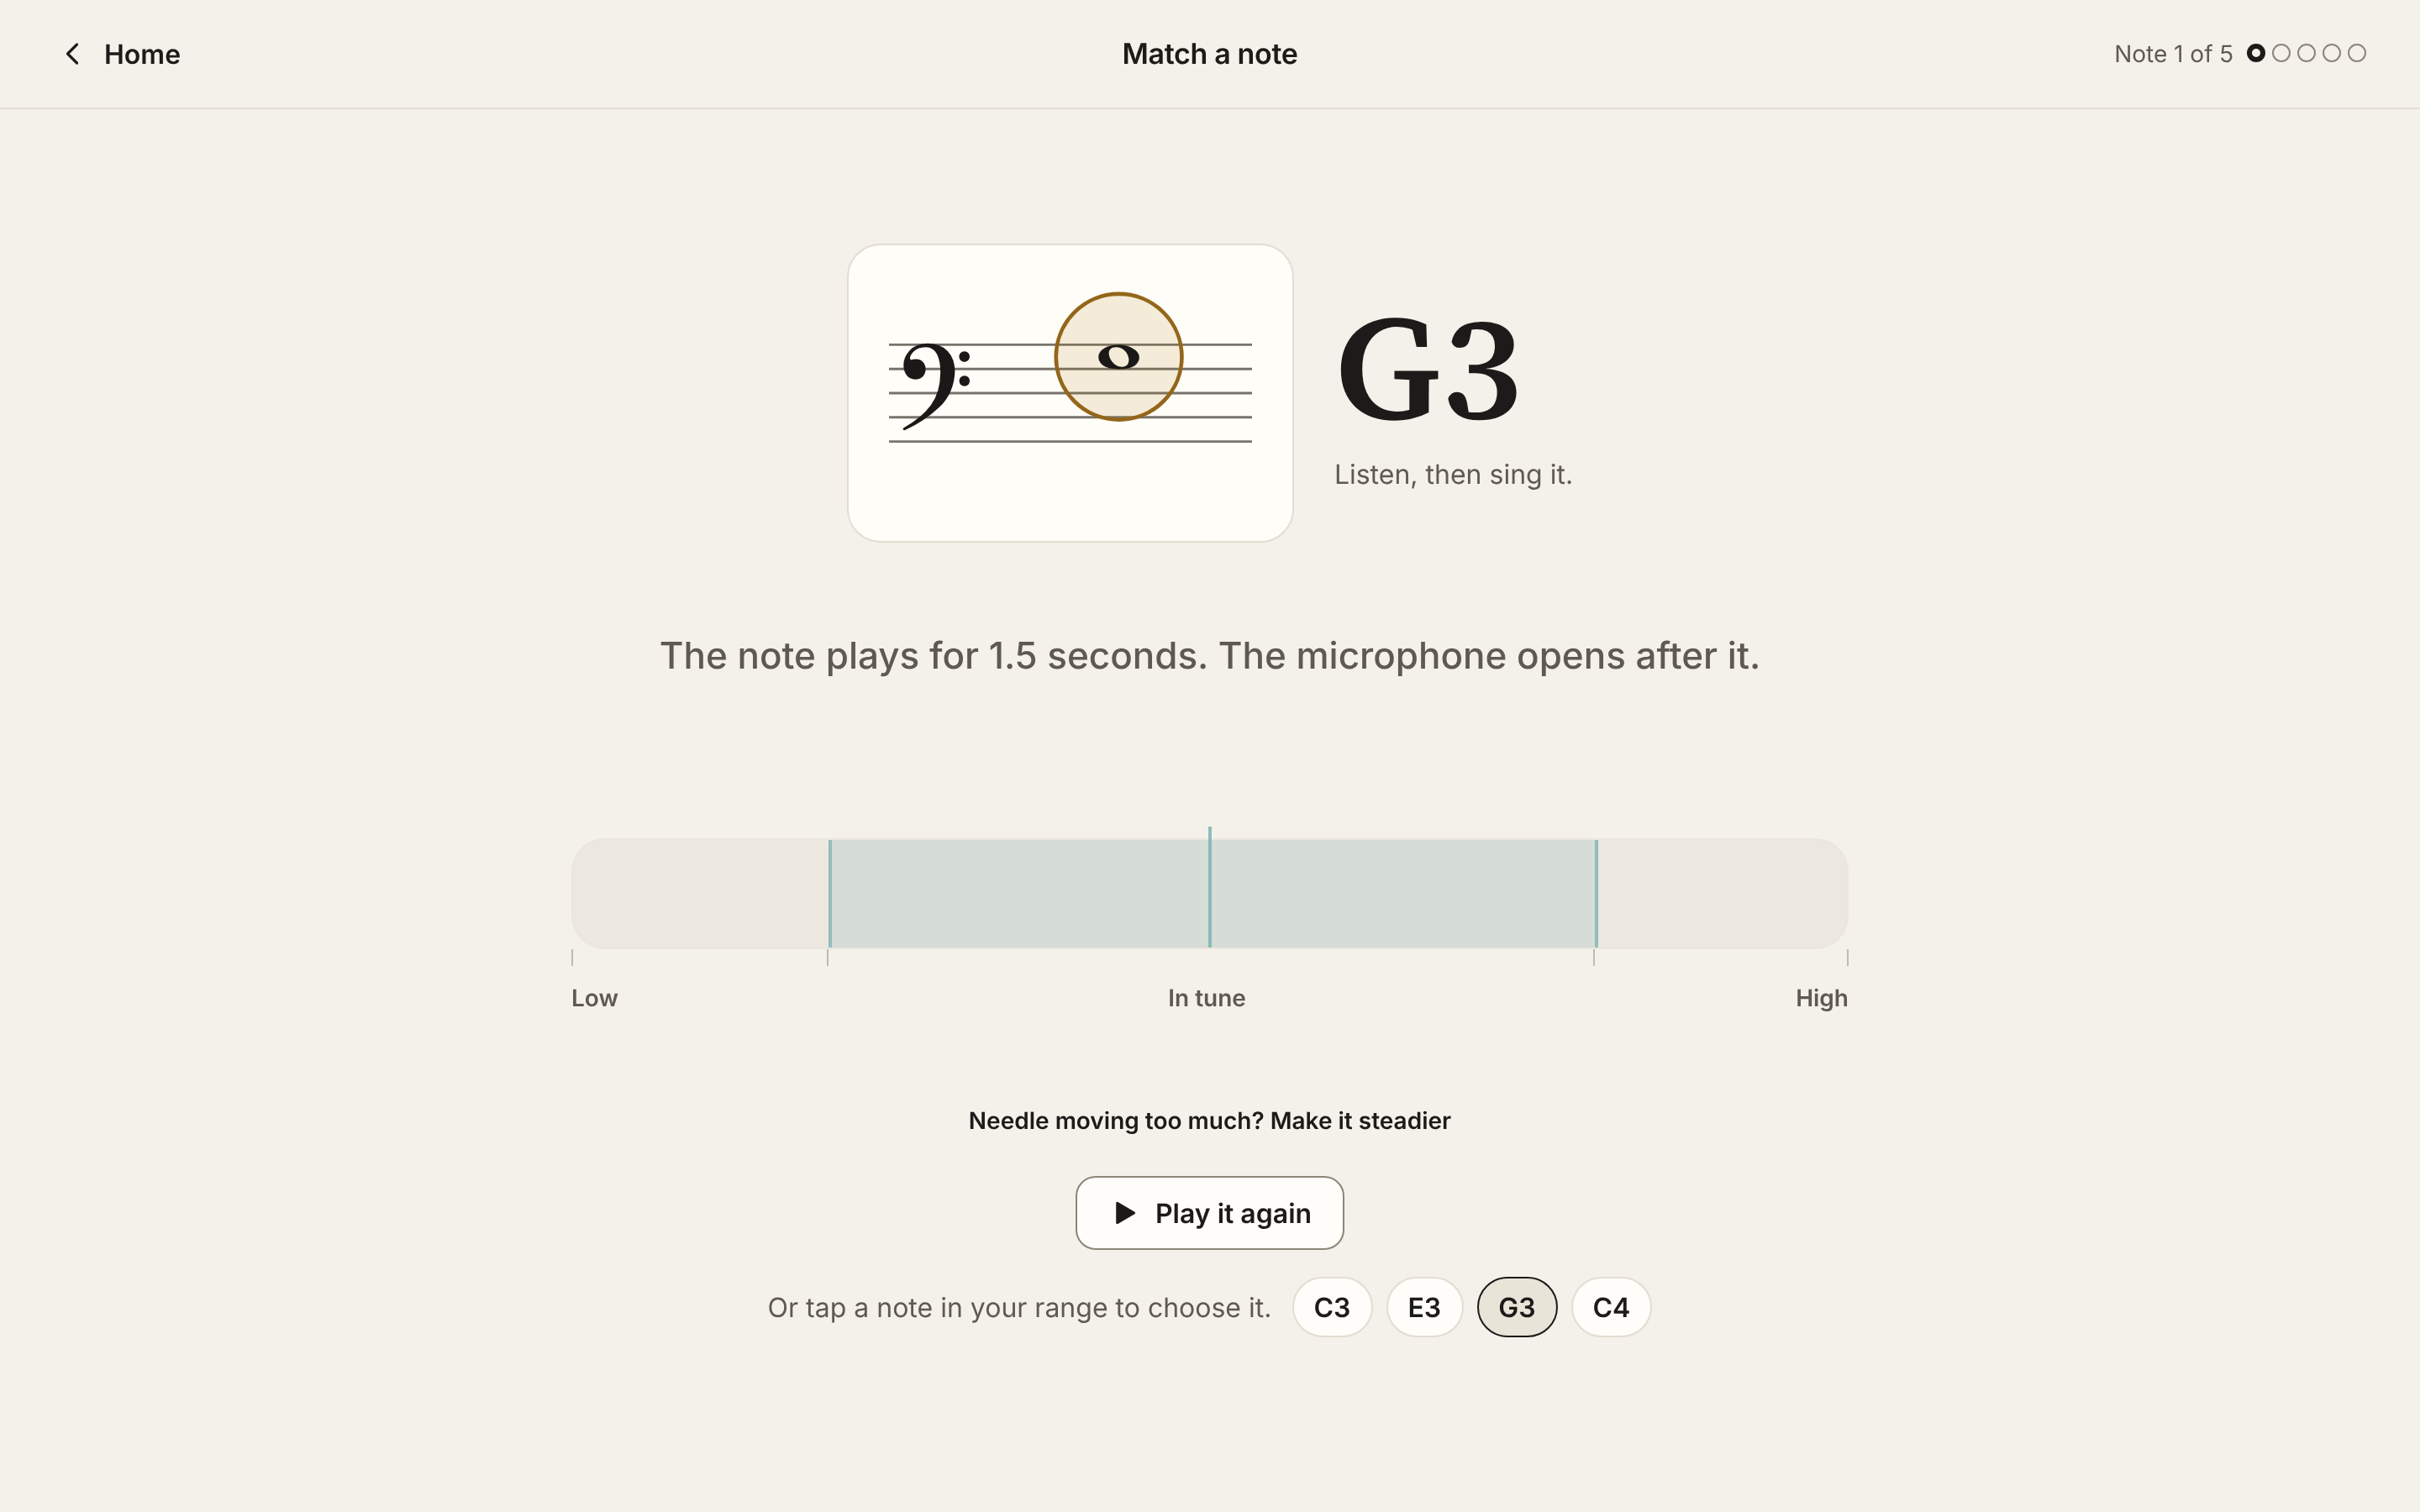 Home
Match a note
Note 1 of 5
G3
Listen, then sing it.
The note plays for 1.5 seconds. The microphone opens after it.
Low
In tune
High
Needle moving too much? Make it steadier
Play it again
Or tap a note in your range to choose it.
C3
E3
G3
C4